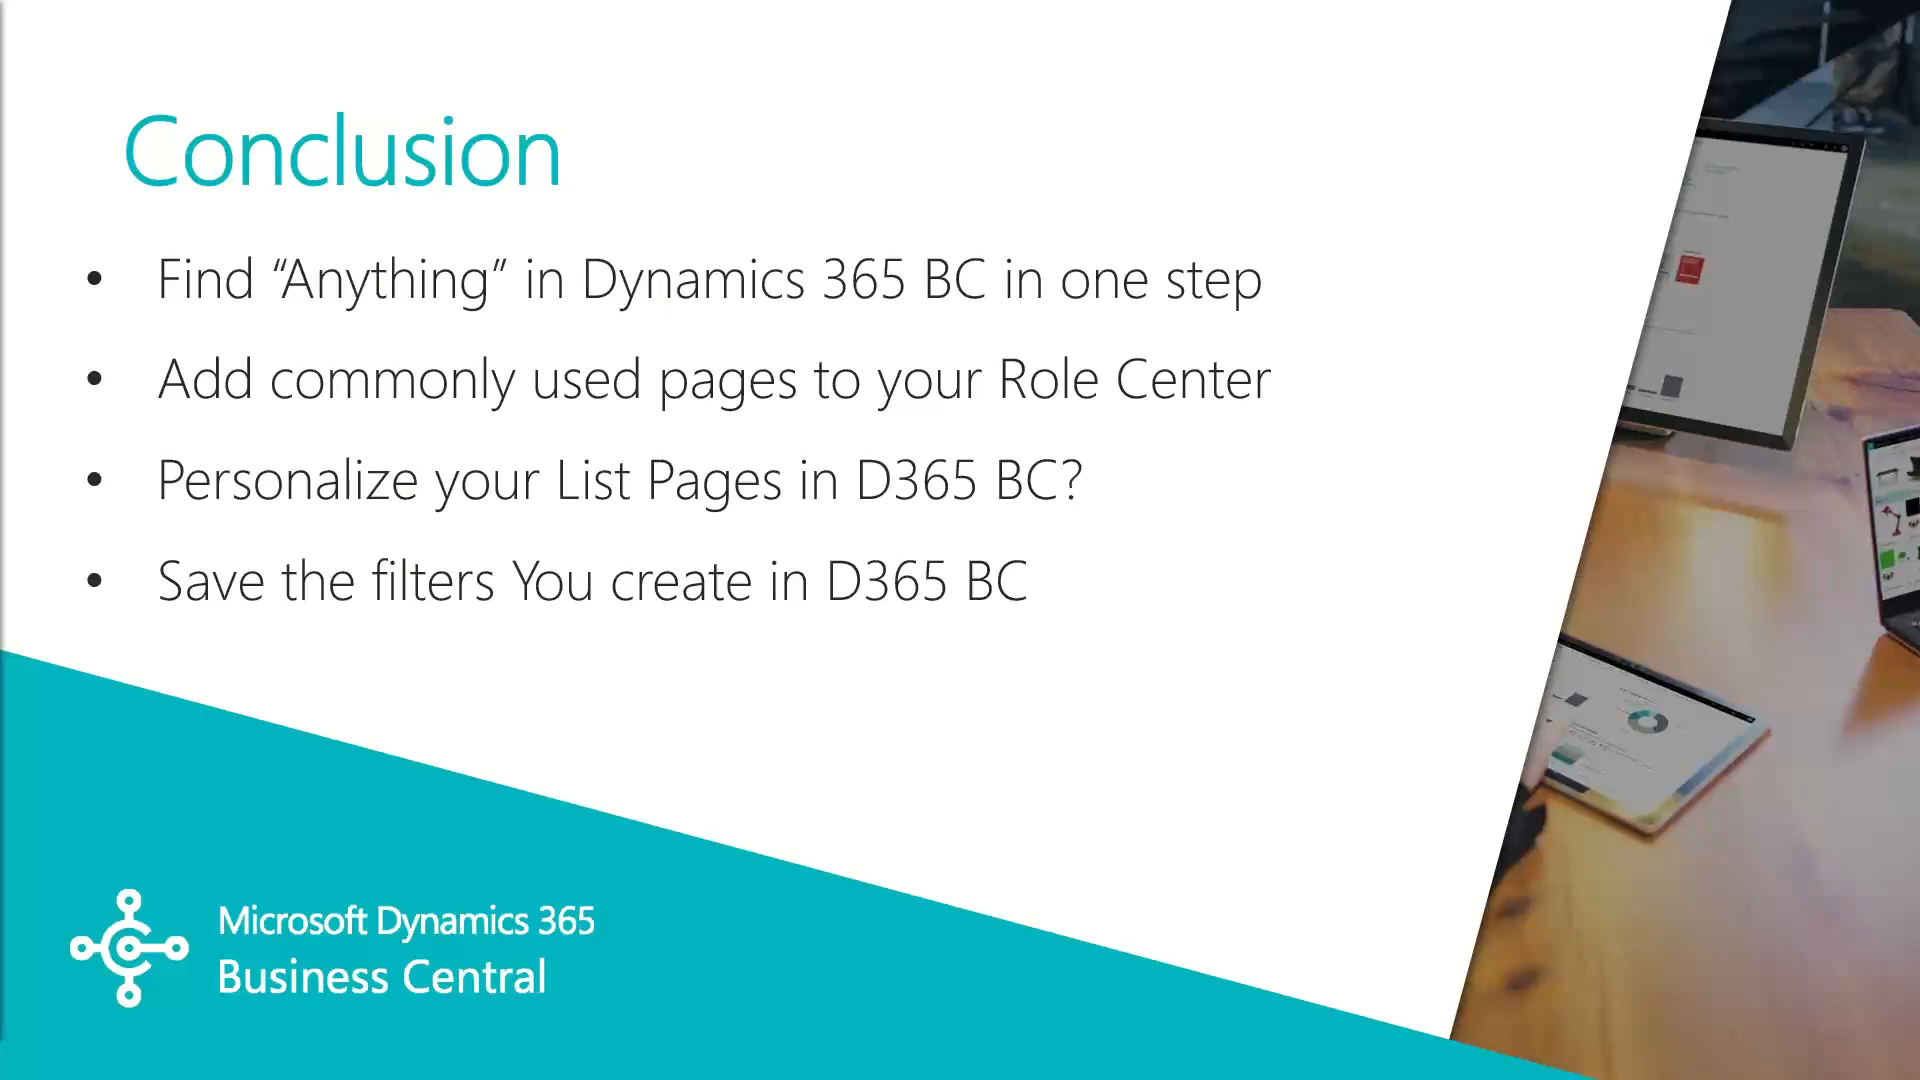 Conclusion
• Find “Anything” in Dynamics 365 BC in one step
• Add commonly used pages to your Role Center
• Personalize your List Pages in D365 BC?
• Save the filters You create in D365 BC
Microsoft Dynamics 365
Business Central